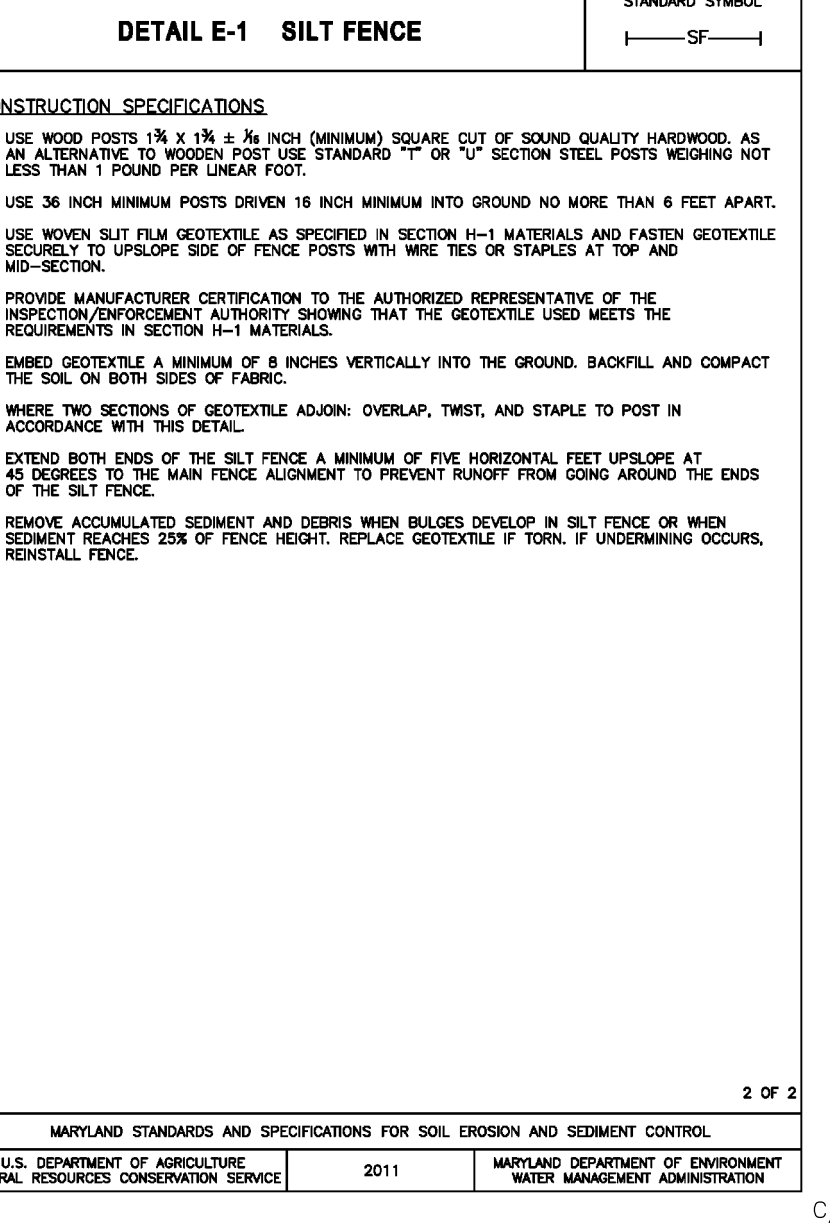 STANDARD SYMBOL
DETAIL E-1 SILT FENCE
SF
NSTRUCTION SPECIFICATIONS
USE WOOD POSTS 1¾ X 1¾ ± 1⁄16 INCH (MINIMUM) SQUARE CUT OF SOUND QUALITY HARDWOOD. AS
AN ALTERNATIVE TO WOODEN POST USE STANDARD "T" OR "U" SECTION STEEL POSTS WEIGHING NOT
LESS THAN 1 POUND PER LINEAR FOOT.
USE 36 INCH MINIMUM POSTS DRIVEN 16 INCH MINIMUM INTO GROUND NO MORE THAN 6 FEET APART.
USE WOVEN SLIT FILM GEOTEXTILE AS SPECIFIED IN SECTION H-1 MATERIALS AND FASTEN GEOTEXTILE
SECURELY TO UPSLOPE SIDE OF FENCE POSTS WITH WIRE TIES OR STAPLES AT TOP AND
MID-SECTION.
PROVIDE MANUFACTURER CERTIFICATION TO THE AUTHORIZED REPRESENTATIVE OF THE
INSPECTION/ENFORCEMENT AUTHORITY SHOWING THAT THE GEOTEXTILE USED MEETS THE
REQUIREMENTS IN SECTION H-1 MATERIALS.
EMBED GEOTEXTILE A MINIMUM OF 8 INCHES VERTICALLY INTO THE GROUND. BACKFILL AND COMPACT
THE SOIL ON BOTH SIDES OF FABRIC.
WHERE TWO SECTIONS OF GEOTEXTILE ADJOIN: OVERLAP, TWIST, AND STAPLE TO POST IN
ACCORDANCE WITH THIS DETAIL.
EXTEND BOTH ENDS OF THE SILT FENCE A MINIMUM OF FIVE HORIZONTAL FEET UPSLOPE AT
45 DEGREES TO THE MAIN FENCE ALIGNMENT TO PREVENT RUNOFF FROM GOING AROUND THE ENDS
OF THE SILT FENCE.
REMOVE ACCUMULATED SEDIMENT AND DEBRIS WHEN BULGES DEVELOP IN SILT FENCE OR WHEN
SEDIMENT REACHES 25% OF FENCE HEIGHT. REPLACE GEOTEXTILE IF TORN. IF UNDERMINING OCCURS,
REINSTALL FENCE.
2 OF 2
MARYLAND STANDARDS AND SPECIFICATIONS FOR SOIL EROSION AND SEDIMENT CONTROL
U.S. DEPARTMENT OF AGRICULTURE
RAL RESOURCES CONSERVATION SERVICE
2011
MARYLAND DEPARTMENT OF ENVIRONMENT
WATER MANAGEMENT ADMINISTRATION